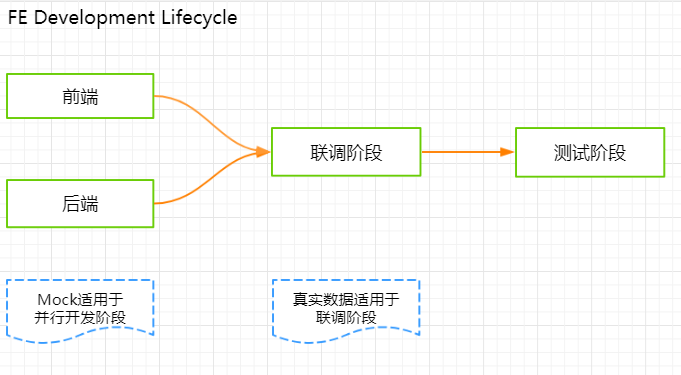 FE Development Lifecycle
前端
联调阶段
测试阶段
后端
Mock适用于
并行开发阶段
真实数据适用于
联调阶段